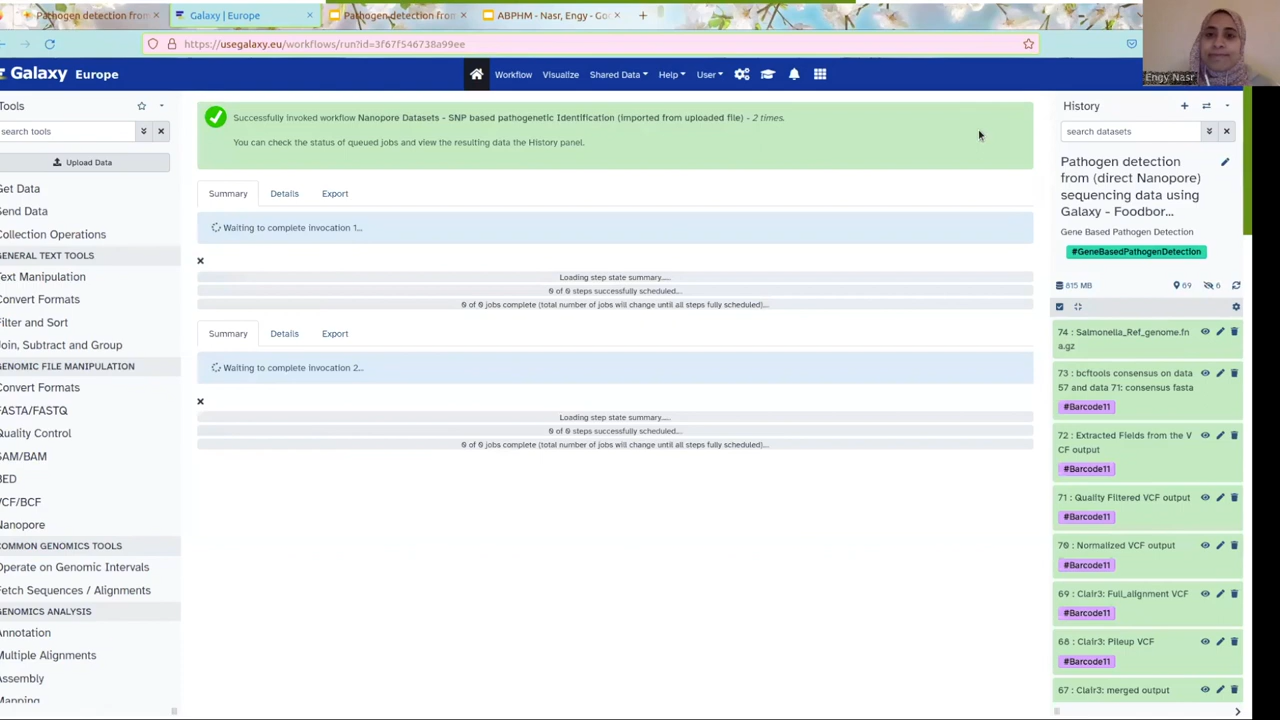 Pathogen detection from
Galaxy | Europe
Pathogen detection from
ABPHM - Nasr, Engy - Go
https://usegalaxy.eu/workflows/run?id=3f67f546738a99ee
Engy Nasr
Galaxy Europe
Workflow Visualize Shared Data Help User
Tools
search tools
Upload Data
Get Data
Send Data
Collection Operations
GENERAL TEXT TOOLS
Text Manipulation
Convert Formats
Filter and Sort
Join, Subtract and Group
GENOMIC FILE MANIPULATION
Convert Formats
FASTA/FASTQ
Quality Control
SAM/BAM
BED
VCF/BCF
Nanopore
COMMON GENOMICS TOOLS
Operate on Genomic Intervals
Fetch Sequences / Alignments
GENOMICS ANALYSIS
Annotation
Multiple Alignments
Assembly
Mapping
Successfully invoked workflow Nanopore Datasets - SNP based pathogenetic Identification (imported from uploaded file) - 2 times.
You can check the status of queued jobs and view the resulting data the History panel.
Summary Details Export
Waiting to complete invocation 1...
Loading step state summary.....
0 of 0 steps successfully scheduled...
0 of 0 jobs complete (total number of jobs will change until all steps fully scheduled)...
Summary Details Export
Waiting to complete invocation 2...
Loading step state summary.....
0 of 0 steps successfully scheduled...
0 of 0 jobs complete (total number of jobs will change until all steps fully scheduled)...
History
search datasets
Pathogen detection
from (direct Nanopore)
sequencing data using
Galaxy - Foodbor...
Gene Based Pathogen Detection
#GeneBasedPathogenDetection
815 MB 69 6
74 : Salmonella_Ref_genome.fn
a.gz
73 : bcftools consensus on data
57 and data 71: consensus fasta
#Barcode11
72 : Extracted Fields from the V
CF output
#Barcode11
71 : Quality Filtered VCF output
#Barcode11
70 : Normalized VCF output
#Barcode11
69 : Clair3: Full_alignment VCF
#Barcode11
68 : Clair3: Pileup VCF
#Barcode11
67 : Clair3: merged output